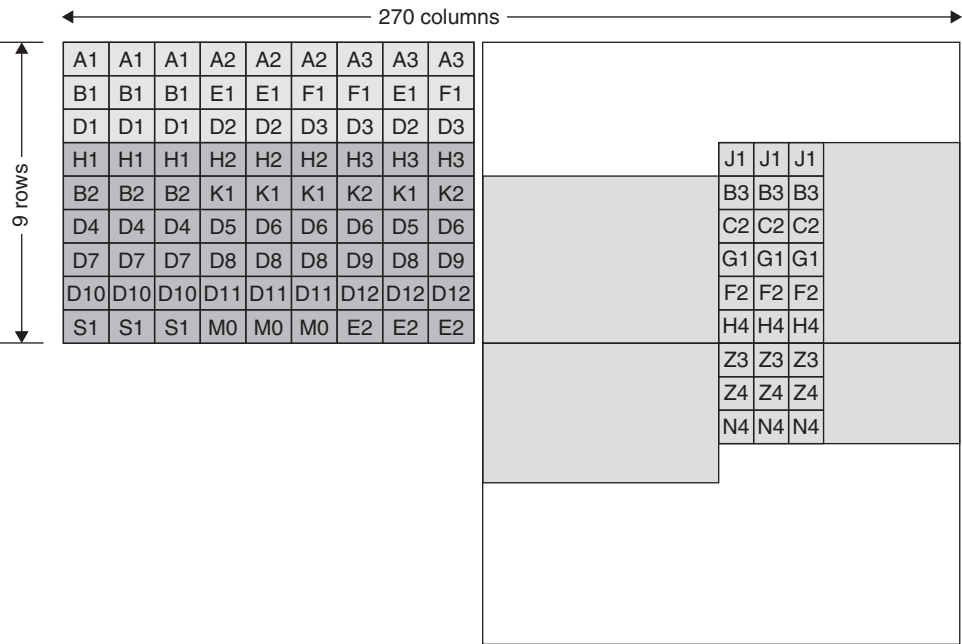 270 columns
9 rows
A1 A1 A1 A2 A2 A2 A3 A3 A3
B1 B1 B1 E1 E1 F1 F1 E1 F1
D1 D1 D1 D2 D2 D3 D3 D2 D3
H1 H1 H1 H2 H2 H2 H3 H3 H3 J1 J1 J1
B2 B2 B2 K1 K1 K1 K2 K1 K2 B3 B3 B3
D4 D4 D4 D5 D6 D6 D6 D5 D6 C2 C2 C2
D7 D7 D7 D8 D8 D8 D9 D8 D9 G1 G1 G1
D10 D10 D10 D11 D11 D11 D12 D12 D12 F2 F2 F2
S1 S1 S1 M0 M0 M0 E2 E2 E2 H4 H4 H4
Z3 Z3 Z3
Z4 Z4 Z4
N4 N4 N4